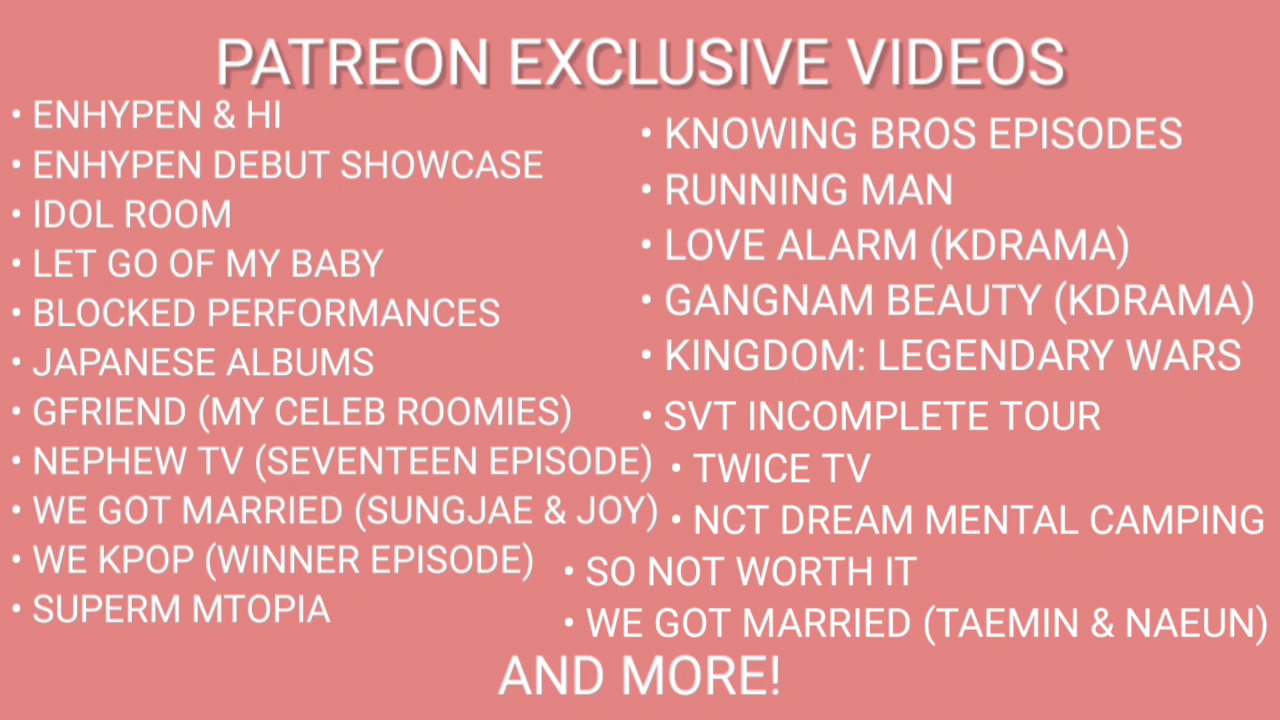 PATREON EXCLUSIVE VIDEOS
• ENHYPEN & HI
• ENHYPEN DEBUT SHOWCASE
• IDOL ROOM
• LET GO OF MY BABY
• BLOCKED PERFORMANCES
• JAPANESE ALBUMS
• GFRIEND (MY CELEB ROOMIES)
• NEPHEW TV (SEVENTEEN EPISODE)
• WE GOT MARRIED (SUNGJAE & JOY)
• WE KPOP (WINNER EPISODE)
• SUPERM MTOPIA
• KNOWING BROS EPISODES
• RUNNING MAN
• LOVE ALARM (KDRAMA)
• GANGNAM BEAUTY (KDRAMA)
• KINGDOM: LEGENDARY WARS
• SVT INCOMPLETE TOUR
• TWICE TV
• NCT DREAM MENTAL CAMPING
• SO NOT WORTH IT
• WE GOT MARRIED (TAEMIN & NAEUN)
AND MORE!